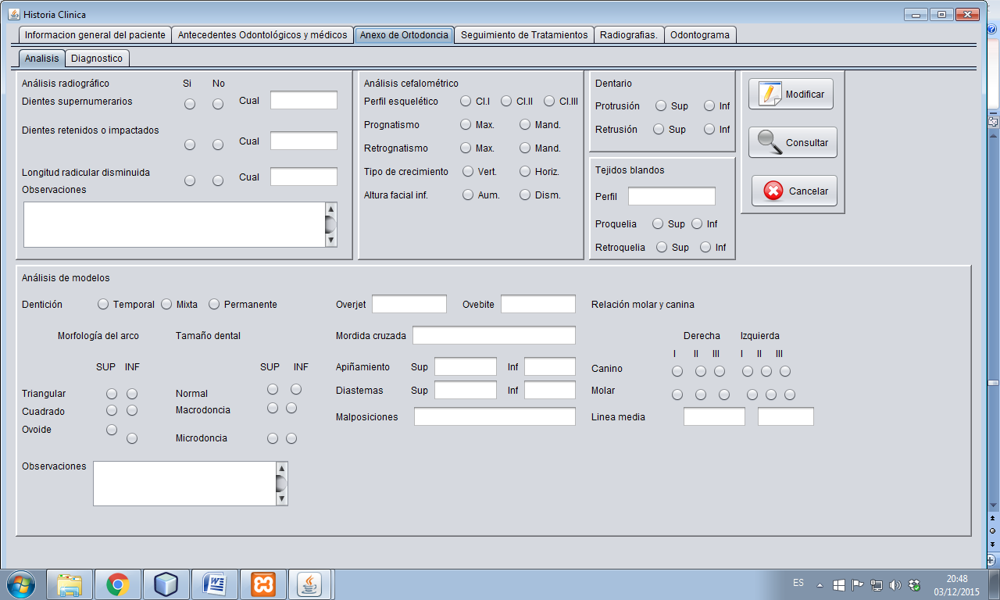 Historia Clinica
Informacion general del paciente
Antecedentes Odontológicos y médicos
Anexo de Ortodoncia
Seguimiento de Tratamientos
Radiografias.
Odontograma
Analisis
Diagnostico
Análisis radiográfico Si No
Dientes supernumerarios Cual
Dientes retenidos o impactados
Cual
Longitud radicular disminuida Cual
Observaciones
Análisis cefalométrico
Perfil esquelético Cl.I Cl.II Cl.III
Prognatismo Max. Mand.
Retrognatismo Max. Mand.
Tipo de crecimiento Vert. Horiz.
Altura facial inf. Aum. Dism.
Dentario
Protrusión Sup Inf
Retrusión Sup Inf
Tejidos blandos
Perfil
Proquelia Sup Inf
Retroquelia Sup Inf
Modificar
Consultar
Cancelar
Análisis de modelos
Dentición Temporal Mixta Permanente
Morfología del arco Tamaño dental
SUP INF SUP INF
Triangular Normal
Cuadrado Macrodoncia
Ovoide
Microdoncia
Observaciones
Overjet Ovebite
Mordida cruzada
Apiñamiento Sup Inf
Diastemas Sup Inf
Malposiciones
Relación molar y canina
Derecha Izquierda
I II III I II III
Canino
Molar
Linea media
ES
20:48
03/12/2015